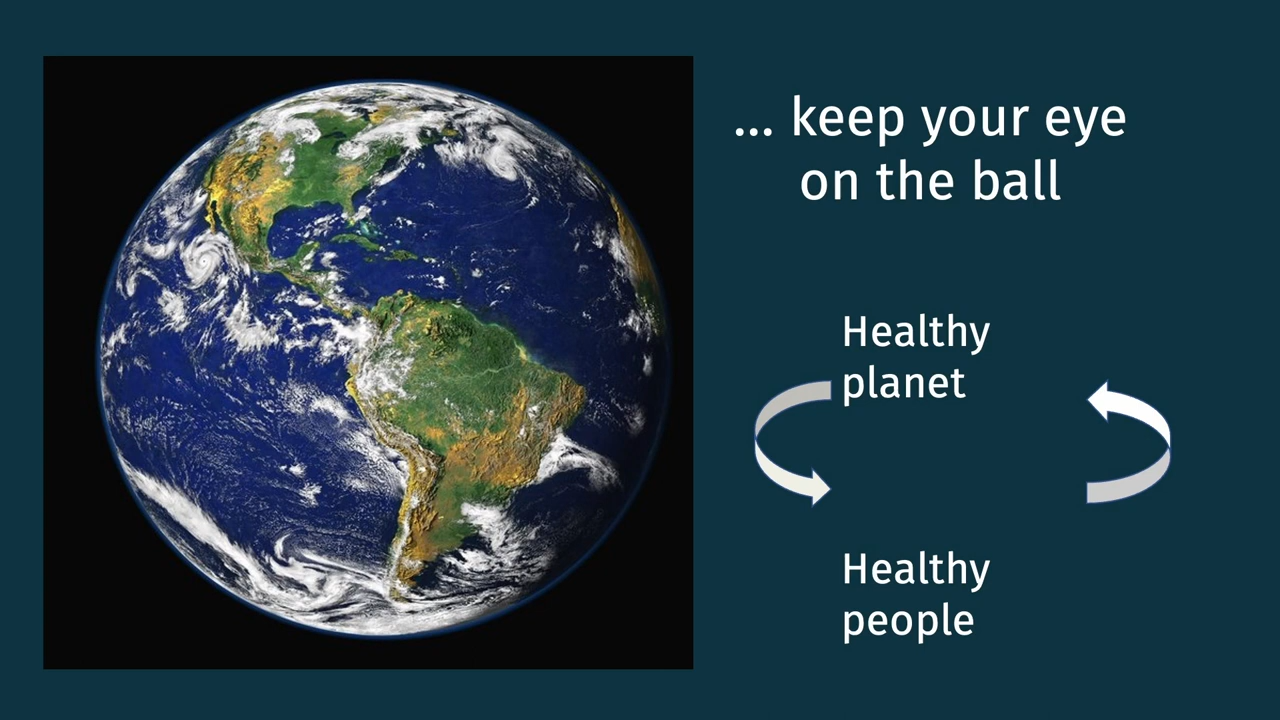 ... keep your eye
on the ball
Healthy
planet
Healthy
people